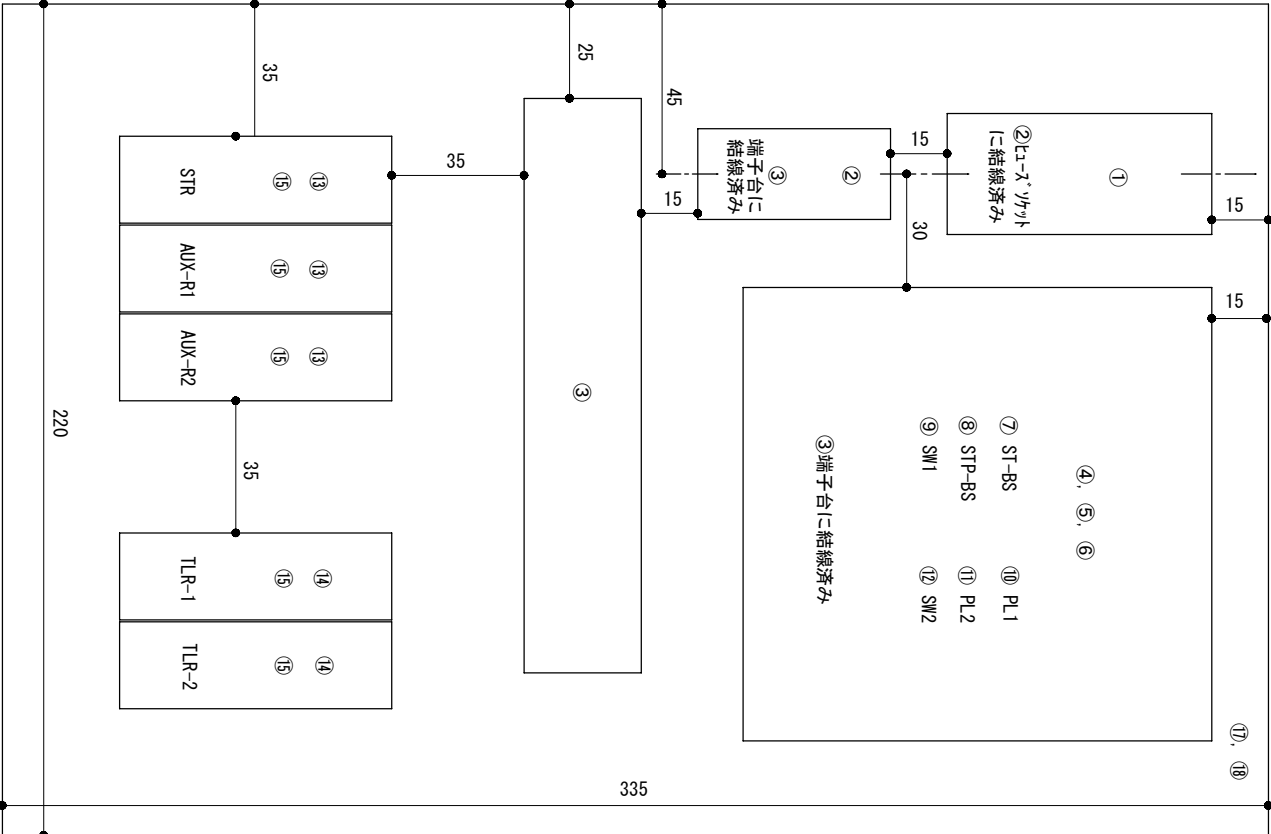 35
25
45
15
②ﾋｭｰｽﾞｿｹｯﾄ
に結線済み
①
15
STR
⑮
⑬
35
15
端子台に
結線済み
③
②
30
15
AUX-R1
⑮
⑬
AUX-R2
⑮
⑬
220
35
③
③端子台に結線済み
④, ⑤, ⑥
⑦ ST-BS
⑧ STP-BS
⑨ SW1
⑩ PL1
⑪ PL2
⑫ SW2
TLR-1
⑮
⑭
TLR-2
⑮
⑭
⑰, ⑱
335